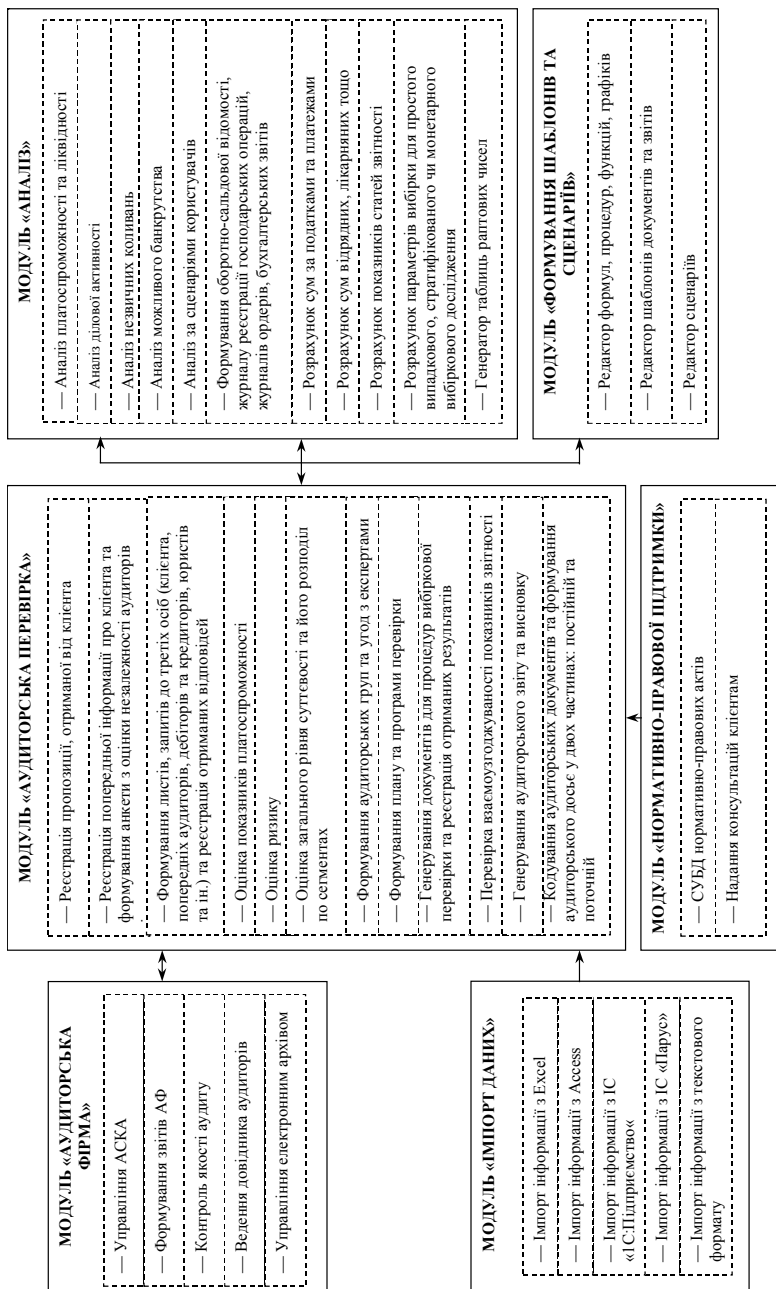 МОДУЛЬ «АУДИТОРСЬКА
ФІРМА»
— Управління АСКА
— Формування звітів АФ
— Контроль якості аудиту
— Ведення довідника аудиторів
— Управління електронним архівом
МОДУЛЬ «ІМПОРТ ДАНИХ»
— Імпорт інформації з Excel
— Імпорт інформації з Access
— Імпорт інформації з ІС
«1С:Підприємство«
— Імпорт інформації з ІС «Парус»
— Імпорт інформації з текстового
формату
МОДУЛЬ «АУДИТОРСЬКА ПЕРЕВІРКА»
— Реєстрація пропозиції, отриманої від клієнта
— Реєстрація попередньої інформації про клієнта та
формування анкети з оцінки незалежності аудиторів
— Формування листів, запитів до третіх осіб (клієнта,
попередніх аудиторів, дебіторів та кредиторів, юристів
та ін.) та реєстрація отриманих відповідей
— Оцінка показників платоспроможності
— Оцінка ризику
— Оцінка загального рівня суттєвості та його розподіл
по сегментах
— Формування аудиторських груп та угод з експертами
— Формування плану та програми перевірки
— Генерування документів для процедур вибіркової
перевірки та реєстрація отриманих результатів
— Перевірка взаємоузгоджуваності показників звітності
— Генерування аудиторського звіту та висновку
— Кодування аудиторських документів та формування
аудиторського досьє у двох частинах: постійній та
поточній
МОДУЛЬ «НОРМАТИВНО-ПРАВОВОЇ ПІДТРИМКИ»
— СУБД нормативно-правових актів
— Надання консультацій клієнтам
МОДУЛЬ «АНАЛІЗ»
— Аналіз платоспроможності та ліквідності
— Аналіз ділової активності
— Аналіз незвичних коливань
— Аналіз можливого банкрутства
— Аналіз за сценаріями користувачів
— Формування оборотно-сальдової відомості,
журналу реєстрації господарських операцій,
журналів ордерів, бухгалтерських звітів
— Розрахунок сум за податками та платежами
— Розрахунок сум відрядних, лікарняних тощо
— Розрахунок показників статей звітності
— Розрахунок параметрів вибірки для простого
випадкового, стратифікованого чи монетарного
вибіркового дослідження
— Генератор таблиць раптових чисел
МОДУЛЬ «ФОРМУВАННЯ ШАБЛОНІВ ТА
СЦЕНАРІЇВ»
— Редактор формул, процедур, функцій, графіків
— Редактор шаблонів документів та звітів
— Редактор сценаріїв